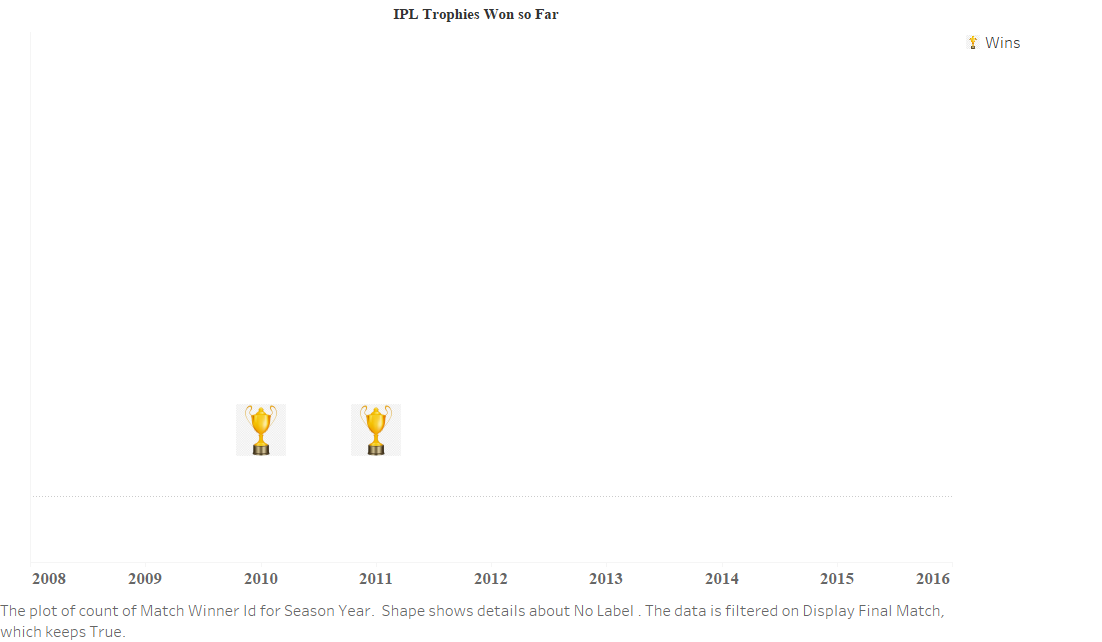 IPL Trophies Won so Far
Wins
2008 2009 2010 2011 2012 2013 2014 2015 2016
The plot of count of Match Winner Id for Season Year.  Shape shows details about No Label . The data is filtered on Display Final Match,
which keeps True.